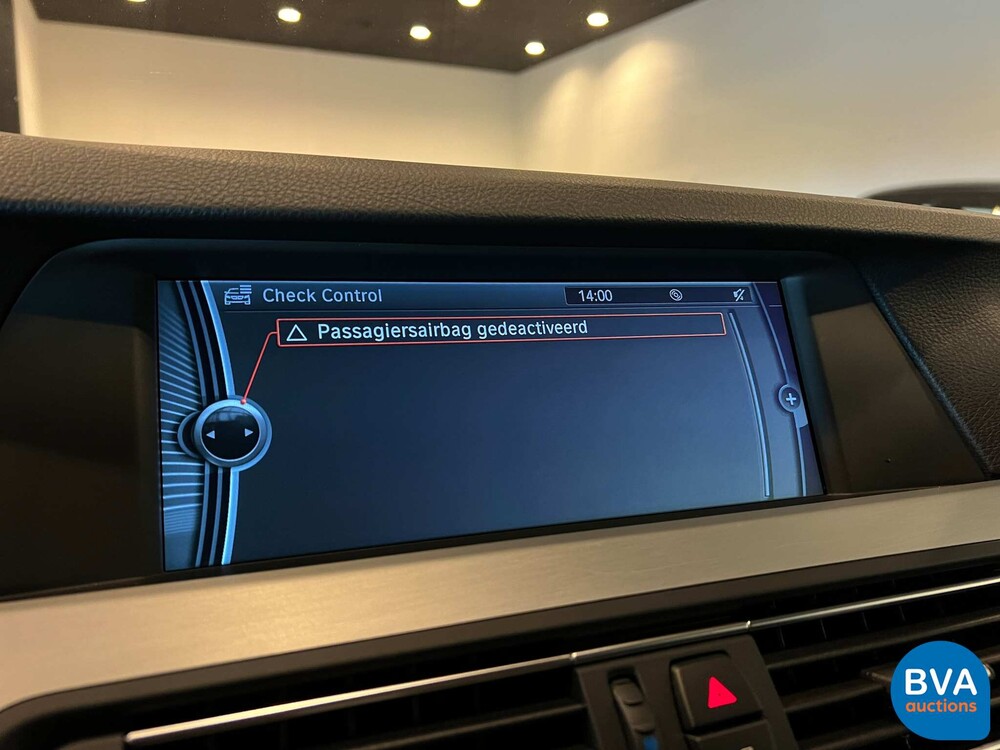 Check Control
14:00
Passagiersairbag gedeactiveerd
BVA
auctions